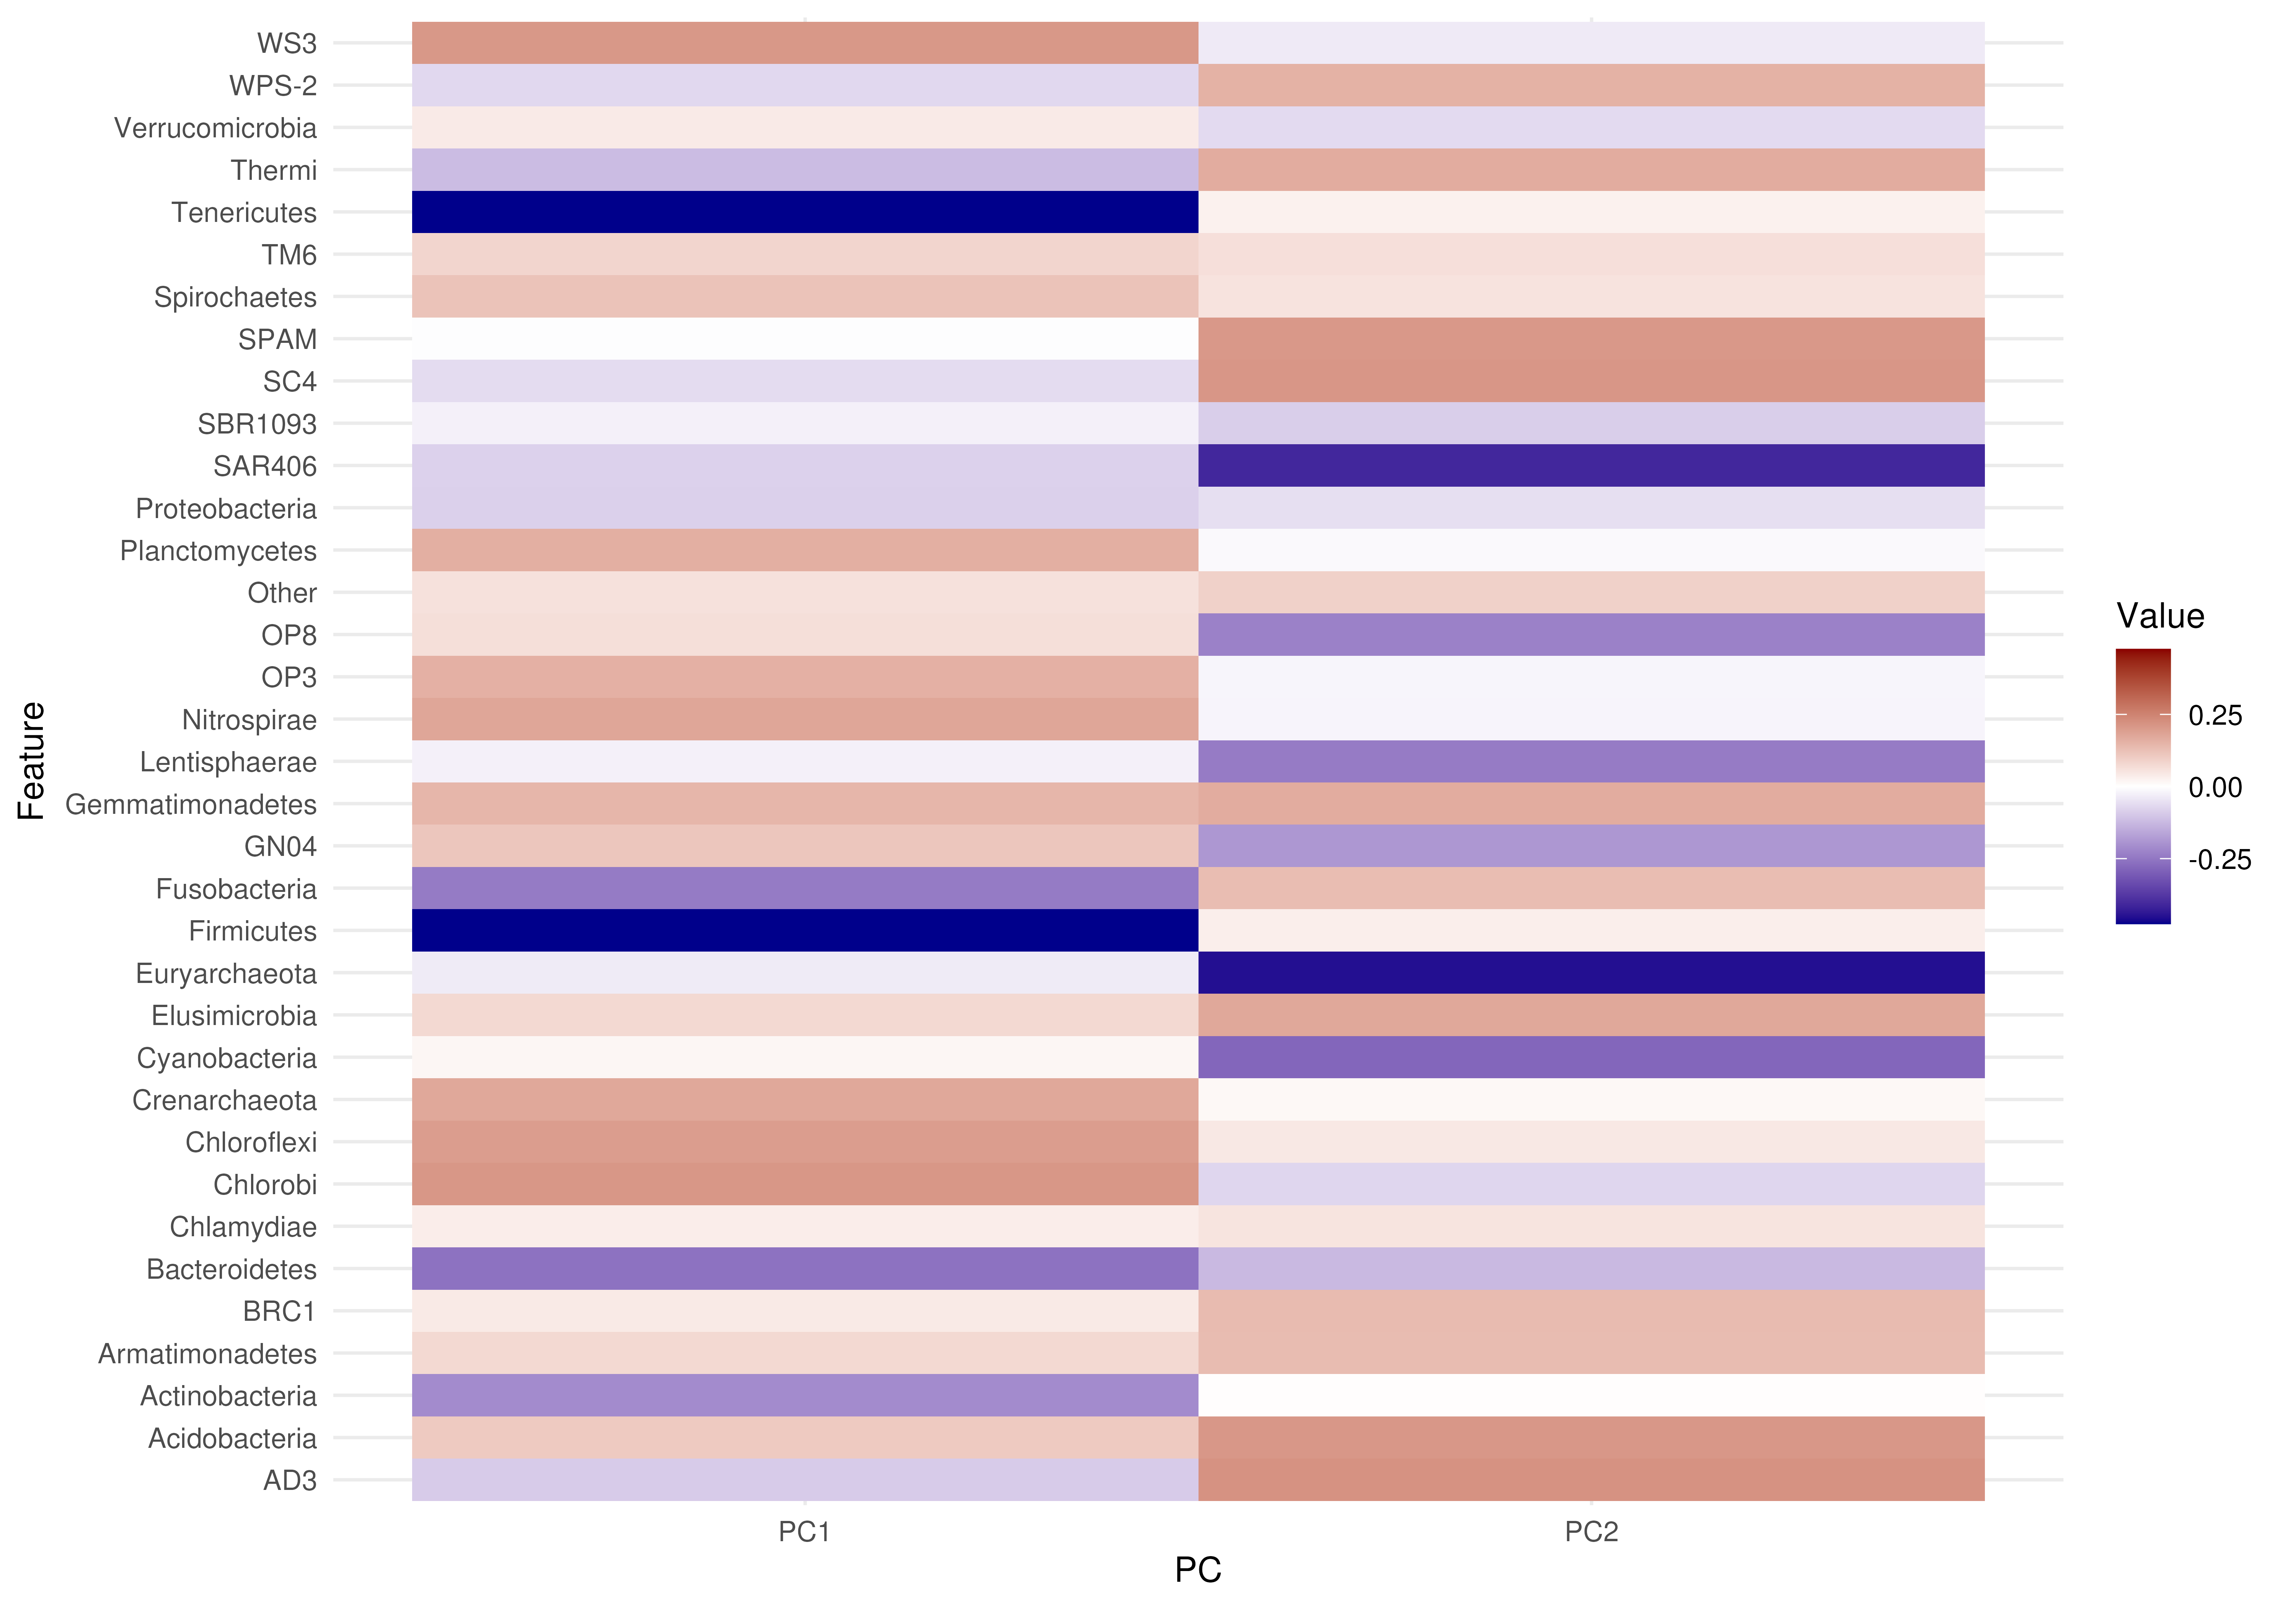 WS3
WPS-2
Verrucomicrobia
Thermi
Tenericutes
TM6
Spirochaetes
SPAM
SC4
SBR1093
SAR406
Proteobacteria
Planctomycetes
Other
OP8
OP3
Nitrospirae
Lentisphaerae
Gemmatimonadetes
GN04
Fusobacteria
Firmicutes
Euryarchaeota
Elusimicrobia
Cyanobacteria
Crenarchaeota
Chloroflexi
Chlorobi
Chlamydiae
Bacteroidetes
BRC1
Armatimonadetes
Actinobacteria
Acidobacteria
AD3
Feature
PC1 PC2
PC
Value
0.25
0.00
-0.25